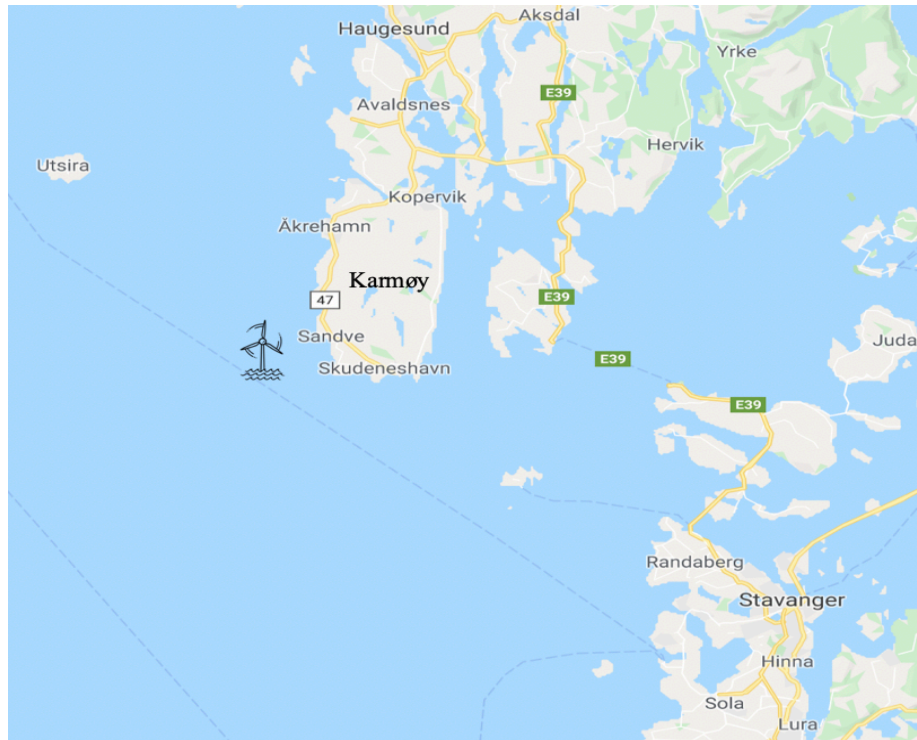 Aksdal
Haugesund
Yrke
E39
Avaldsnes
Hervik
Utsira
Kopervik
Åkrehamn
Karmøy
47
E39
Sandve
Juda
Skudeneshavn
E39
E39
Randaberg
Stavanger
Hinna
Sola
Lura